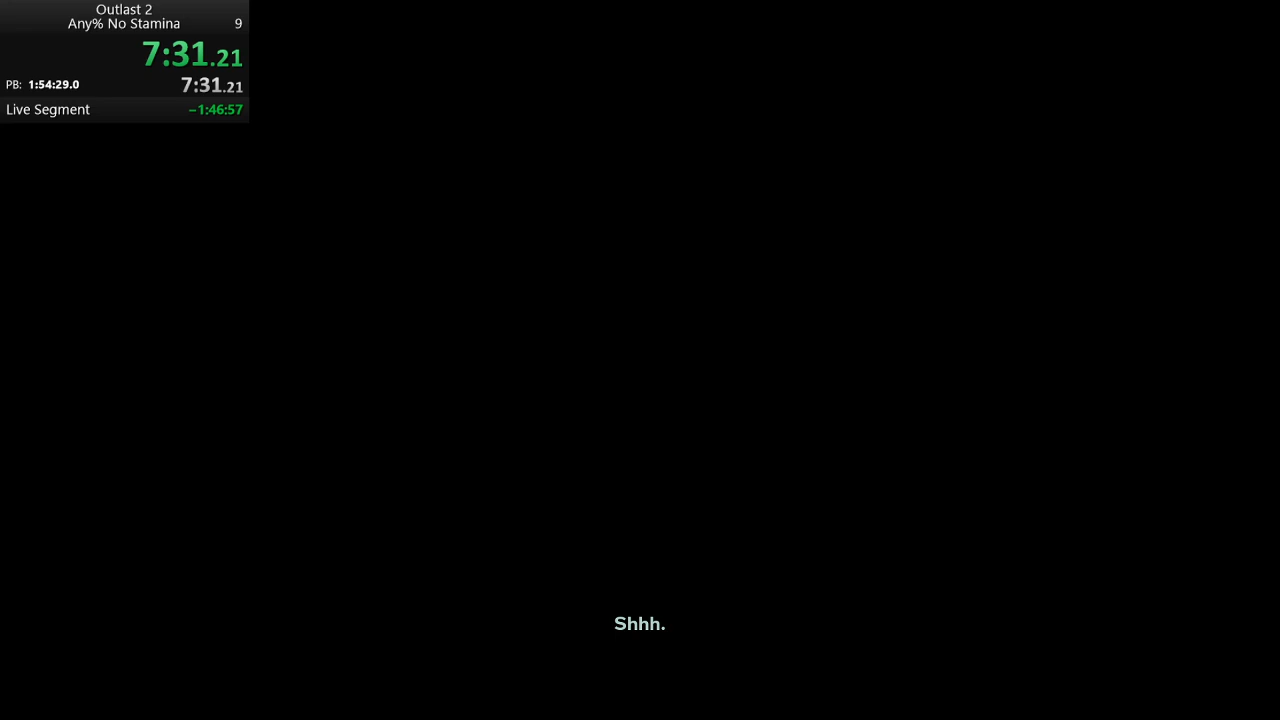 Outlast 2
Any% No Stamina 9
7:31.21
PB: 1:54:29.0 7:31.21
Live Segment −1:46:57
Shhh.